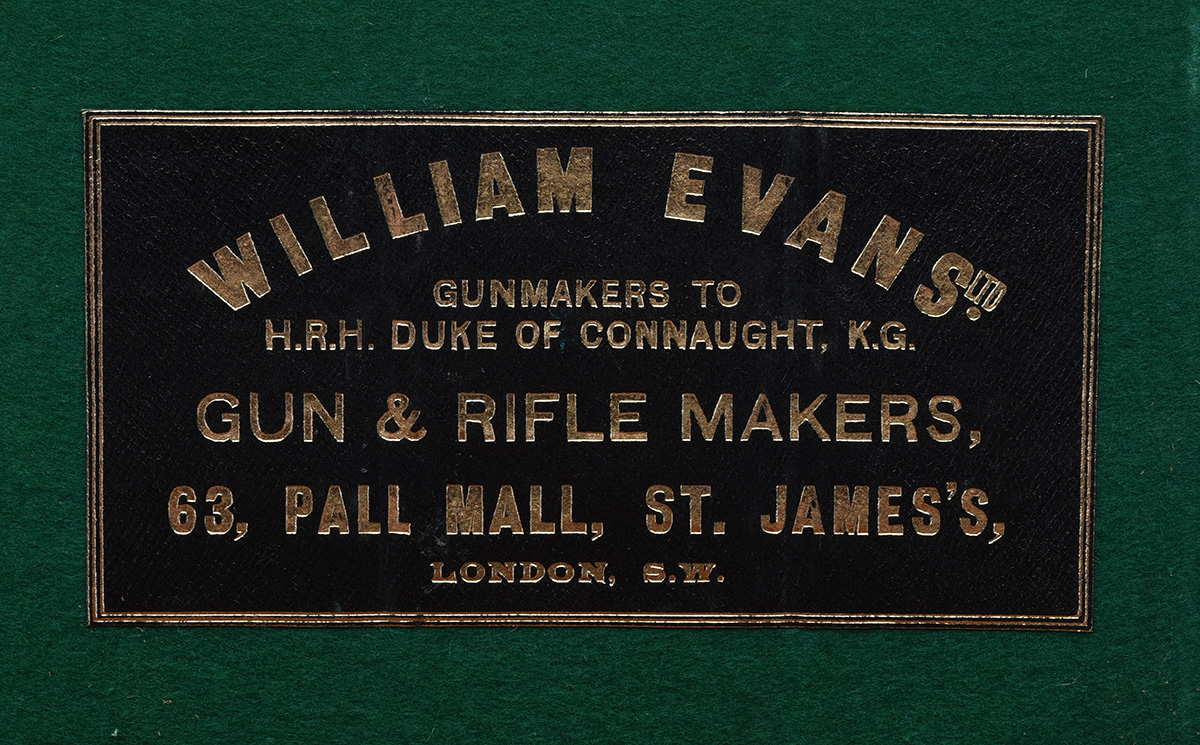 WILLIAM EVANS LTD.
GUNMAKERS TO
H.R.H. DUKE OF CONNAUGHT, K.G.
GUN & RIFLE MAKERS,
63, PALL MALL, ST. JAMES'S,
LONDON, S.W.